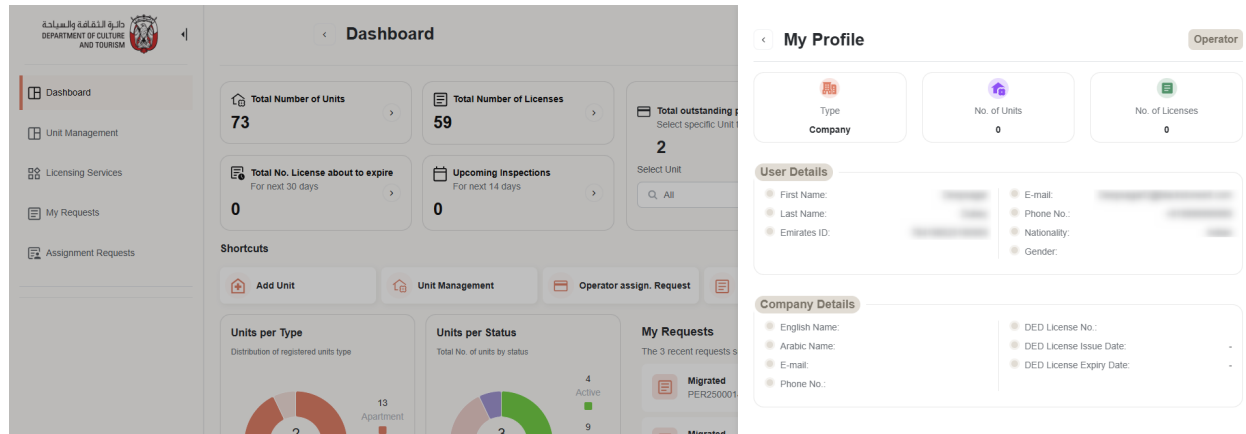 دائرة الثقافة والسياحة
DEPARTMENT OF CULTURE
AND TOURISM
Dashboard
Unit Management
Licensing Services
My Requests
Assignment Requests
Dashboard
Total Number of Units
73
Total Number of Licenses
59
Total outstanding p
Select specific Unit t
2
Select Unit
All
Total No. License about to expire
For next 30 days
0
Upcoming Inspections
For next 14 days
0
Shortcuts
Add Unit
Unit Management
Operator assign. Request
Units per Type
Distribution of registered units type
13
Apartment
2
Units per Status
Total No. of units by status
4
Active
9
3
My Requests
The 3 recent requests s
Migrated
PER250001
Migrated
My Profile
Operator
Type
Company
No. of Units
0
No. of Licenses
0
User Details
First Name:
Last Name:
Emirates ID:
E-mail:
Phone No.:
Nationality:
Gender:
Company Details
English Name:
Arabic Name:
E-mail:
Phone No.:
DED License No.:
DED License Issue Date: -
DED License Expiry Date: -